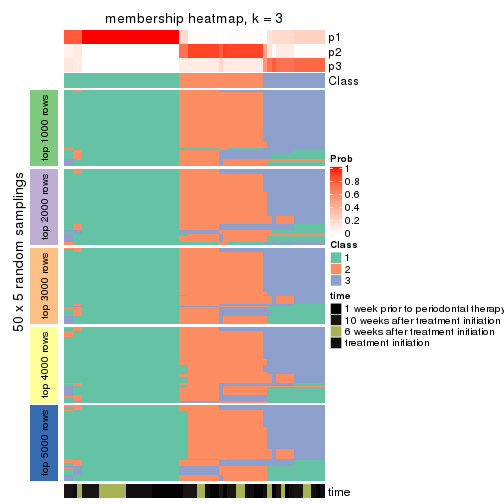 membership heatmap, k = 3
p1
p2
p3
Class
50 x 5 random samplings
top 1000 rows
top 2000 rows
top 3000 rows
top 4000 rows
top 5000 rows
Prob
1
0.8
0.6
0.4
0.2
0
Class
1
2
3
time
1 week prior to periodontal therapy
10 weeks after treatment initiation
6 weeks after treatment initiation
treatment initiation
time